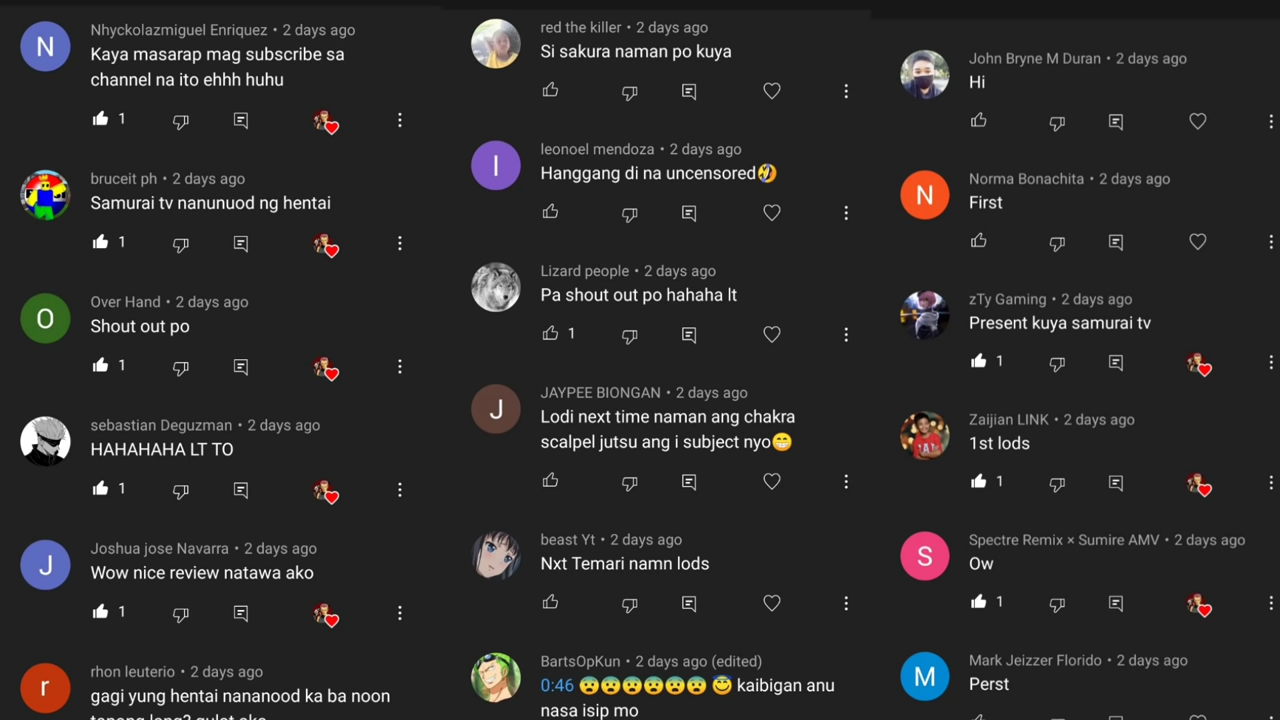 N
Nhyckolazmiguel Enriquez • 2 days ago
Kaya masarap mag subscribe sa
channel na ito ehhh huhu
1
bruceit ph • 2 days ago
Samurai tv nanunuod ng hentai
1
O
Over Hand • 2 days ago
Shout out po
1
sebastian Deguzman • 2 days ago
HAHAHAHA LT TO
1
J
Joshua jose Navarra • 2 days ago
Wow nice review natawa ako
1
r
rhon leuterio • 2 days ago
gagi yung hentai nananood ka ba noon
red the killer • 2 days ago
Si sakura naman po kuya
l
leonoel mendoza • 2 days ago
Hanggang di na uncensored🤣
Lizard people • 2 days ago
Pa shout out po hahaha lt
1
J
JAYPEE BIONGAN • 2 days ago
Lodi next time naman ang chakra
scalpel jutsu ang i subject nyo😁
beast Yt • 2 days ago
Nxt Temari namn lods
BartsOpKun • 2 days ago (edited)
0:46 😨😨😨😨😨😨 😇 kaibigan anu
nasa isip mo
John Bryne M Duran • 2 days ago
Hi
N
Norma Bonachita • 2 days ago
First
zTy Gaming • 2 days ago
Present kuya samurai tv
1
Zaijian LINK • 2 days ago
1st lods
1
S
Spectre Remix × Sumire AMV • 2 days ago
Ow
1
M
Mark Jeizzer Florido • 2 days ago
Perst